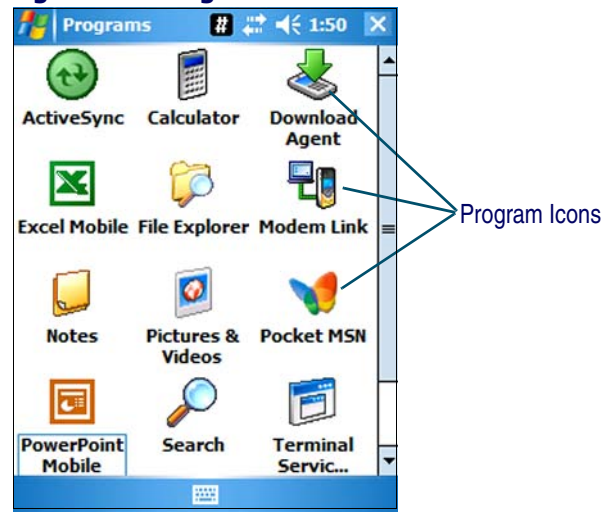 Programs # 1:50
ActiveSync Calculator Download Agent
Excel Mobile File Explorer Modem Link
Program Icons
Notes Pictures & Videos Pocket MSN
PowerPoint Mobile Search Terminal Servic...